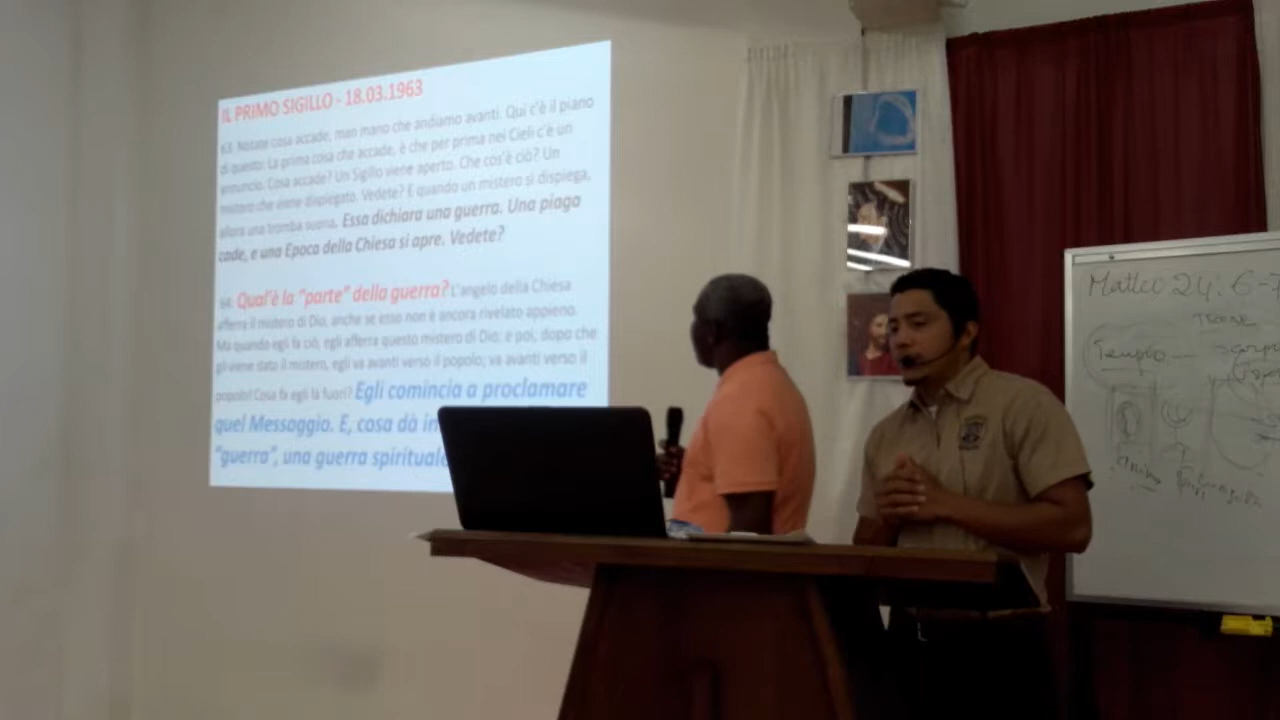 IL PRIMO SIGILLO - 18.03.1963
63. Notate cosa accade, man mano che andiamo avanti. Qui c'è il piano
di questo: La prima cosa che accade, è che per prima nei Cieli c'è un
annuncio. Cosa accade? Un Sigillo viene aperto. Che cos'è ciò? Un
mistero che viene dispiegato. Vedete? E quando un mistero si dispiega,
allora una tromba suona. Essa dichiara una guerra. Una piaga
cade, e una Epoca della Chiesa si apre. Vedete?
64. Qual'è la "parte" della guerra? L'angelo della Chiesa
afferra il mistero di Dio, anche se esso non è ancora rivelato appieno.
Ma quando egli fa ciò, egli afferra questo mistero di Dio; e poi, dopo che
gli viene dato il mistero, egli va avanti verso il popolo; va avanti verso il
popolo! Cosa fa egli là fuori? Egli comincia a proclamare
quel Messaggio. E, cosa dà in
"guerra", una guerra spirituale
Matteo 24: 6-7
Tempio